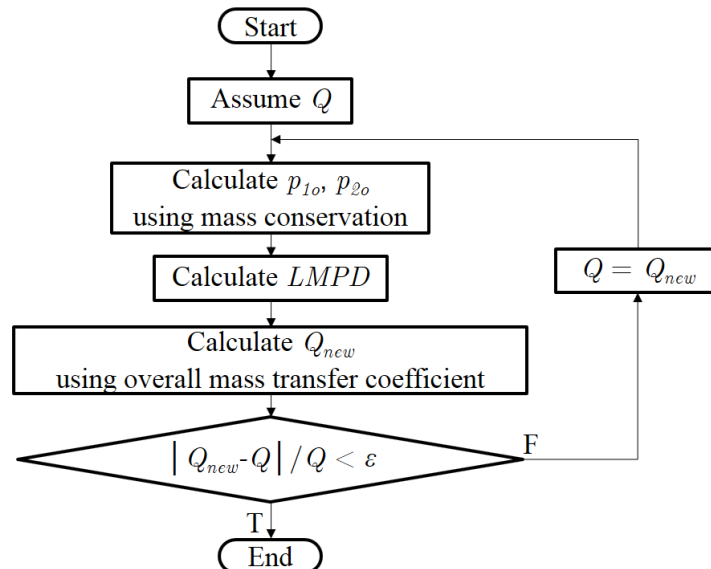 Start
Assume Q
Calculate p₁ₒ, p₂ₒ
using mass conservation
Calculate LMPD
Q = Qₙₑw
Calculate Qₙₑw
using overall mass transfer coefficient
| Qₙₑw-Q | / Q < ε
F
T
End